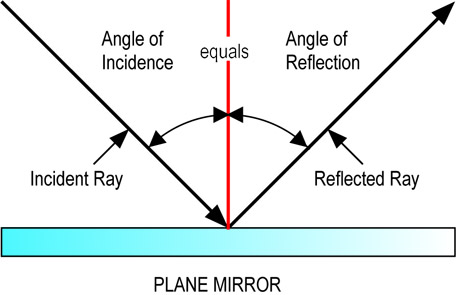 Angle of
Incidence
equals
Angle of
Reflection
Incident Ray
Reflected Ray
PLANE MIRROR